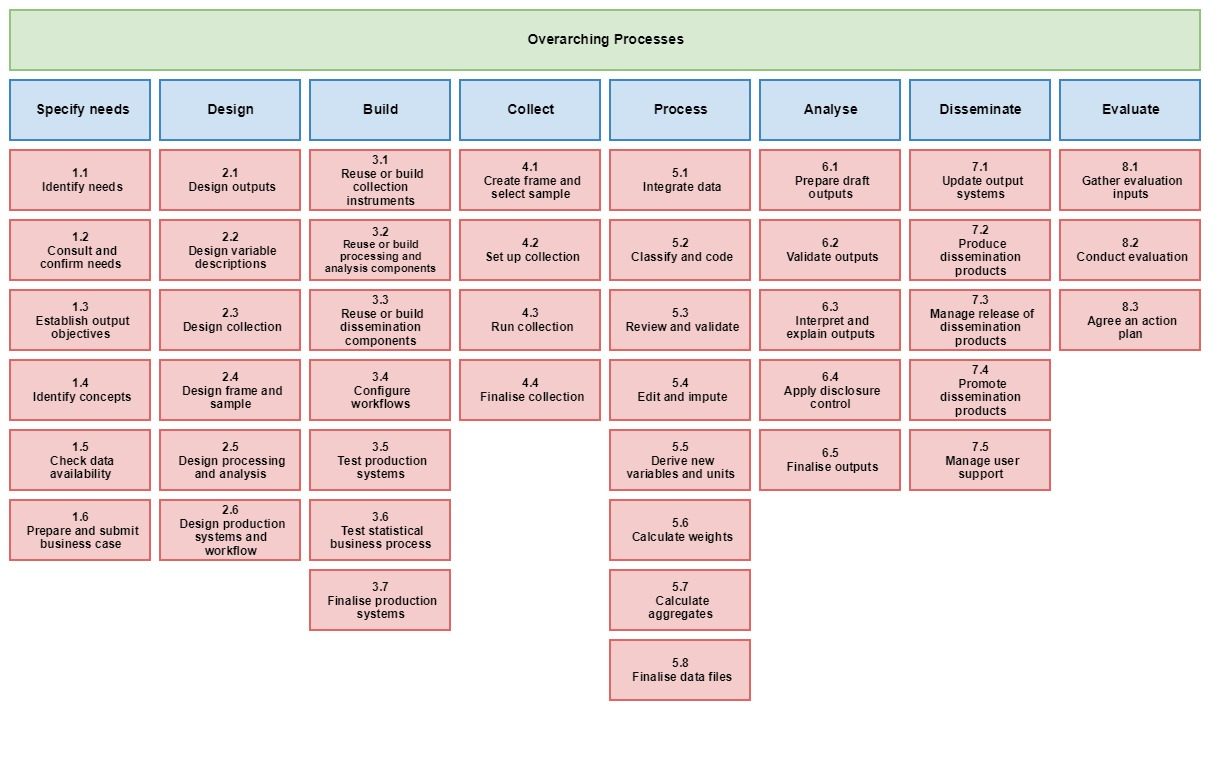 Overarching Processes
Specify needs
Design
Build
Collect
Process
Analyse
Disseminate
Evaluate
1.1
Identify needs
2.1
Design outputs
3.1
Reuse or build
collection
instruments
4.1
Create frame and
select sample
5.1
Integrate data
6.1
Prepare draft
outputs
7.1
Update output
systems
8.1
Gather evaluation
inputs
1.2
Consult and
confirm needs
2.2
Design variable
descriptions
3.2
Reuse or build
processing and
analysis components
4.2
Set up collection
5.2
Classify and code
6.2
Validate outputs
7.2
Produce
dissemination
products
8.2
Conduct evaluation
1.3
Establish output
objectives
2.3
Design collection
3.3
Reuse or build
dissemination
components
4.3
Run collection
5.3
Review and validate
6.3
Interpret and
explain outputs
7.3
Manage release of
dissemination
products
8.3
Agree an action
plan
1.4
Identify concepts
2.4
Design frame and
sample
3.4
Configure
workflows
4.4
Finalise collection
5.4
Edit and impute
6.4
Apply disclosure
control
7.4
Promote
dissemination
products
1.5
Check data
availability
2.5
Design processing
and analysis
3.5
Test production
systems
5.5
Derive new
variables and units
6.5
Finalise outputs
7.5
Manage user
support
1.6
Prepare and submit
business case
2.6
Design production
systems and
workflow
3.6
Test statistical
business process
5.6
Calculate weights
3.7
Finalise production
systems
5.7
Calculate
aggregates
5.8
Finalise data files